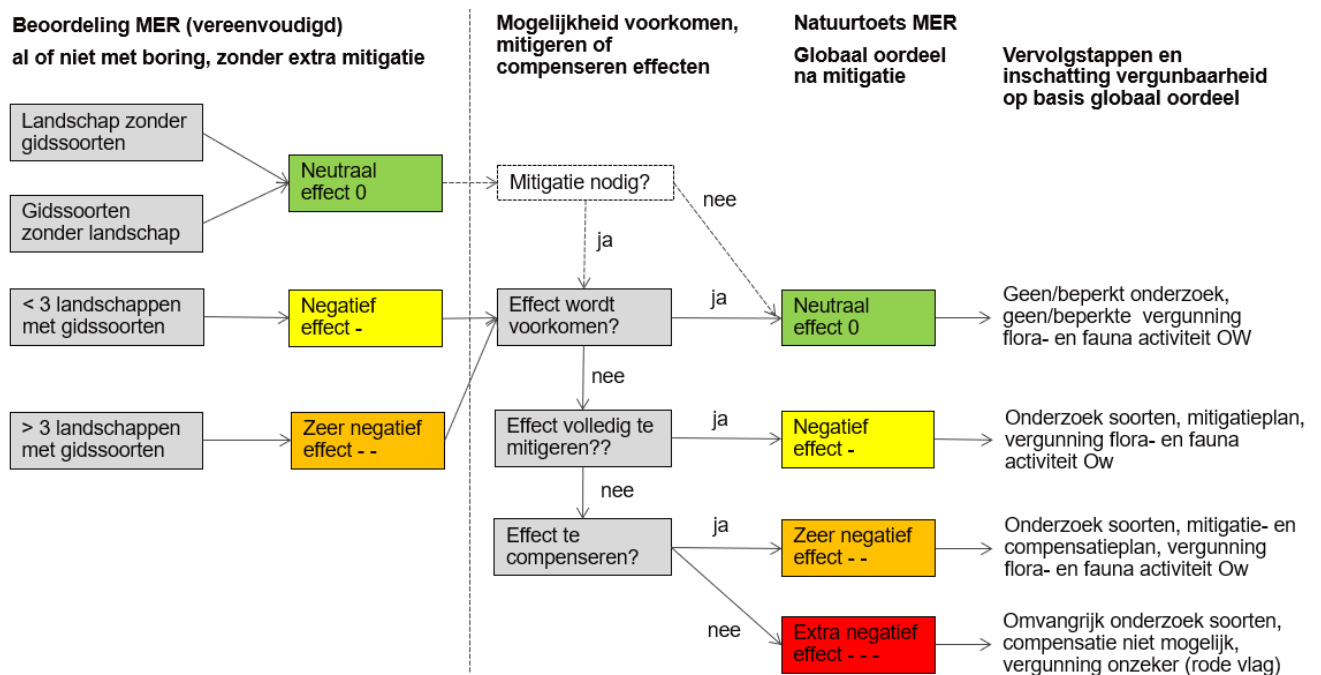 Beoordeling MER (vereenvoudigd)
al of niet met boring, zonder extra mitigatie
Mogelijkheid voorkomen,
mitigeren of
compenseren effecten
Natuurtoets MER
Globaal oordeel
na mitigatie
Vervolgstappen en
inschatting vergunbaarheid
op basis globaal oordeel
Landschap zonder
gidssoorten
Gidssoorten
zonder landschap
Neutraal
effect 0
Mitigatie nodig?
nee
ja
< 3 landschappen
met gidssoorten
Negatief
effect -
Effect wordt
voorkomen?
ja
Neutraal
effect 0
Geen/beperkt onderzoek,
geen/beperkte vergunning
flora- en fauna activiteit OW
nee
> 3 landschappen
met gidssoorten
Zeer negatief
effect - -
Effect volledig te
mitigeren??
ja
Negatief
effect -
Onderzoek soorten, mitigatieplan,
vergunning flora- en fauna
activiteit Ow
nee
Effect te
compenseren?
ja
Zeer negatief
effect - -
Onderzoek soorten, mitigatie- en
compensatieplan, vergunning
flora- en fauna activiteit Ow
nee
Extra negatief
effect - - -
Omvangrijk onderzoek soorten,
compensatie niet mogelijk,
vergunning onzeker (rode vlag)